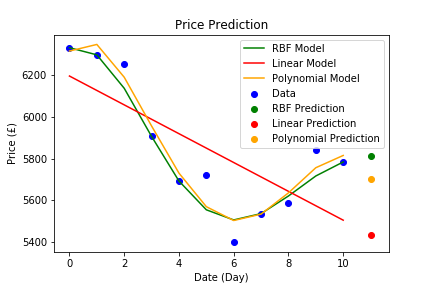 Price Prediction
Price (£)
6200
6000
5800
5600
5400
RBF Model
Linear Model
Polynomial Model
Data
RBF Prediction
Linear Prediction
Polynomial Prediction
0 2 4 6 8 10
Date (Day)